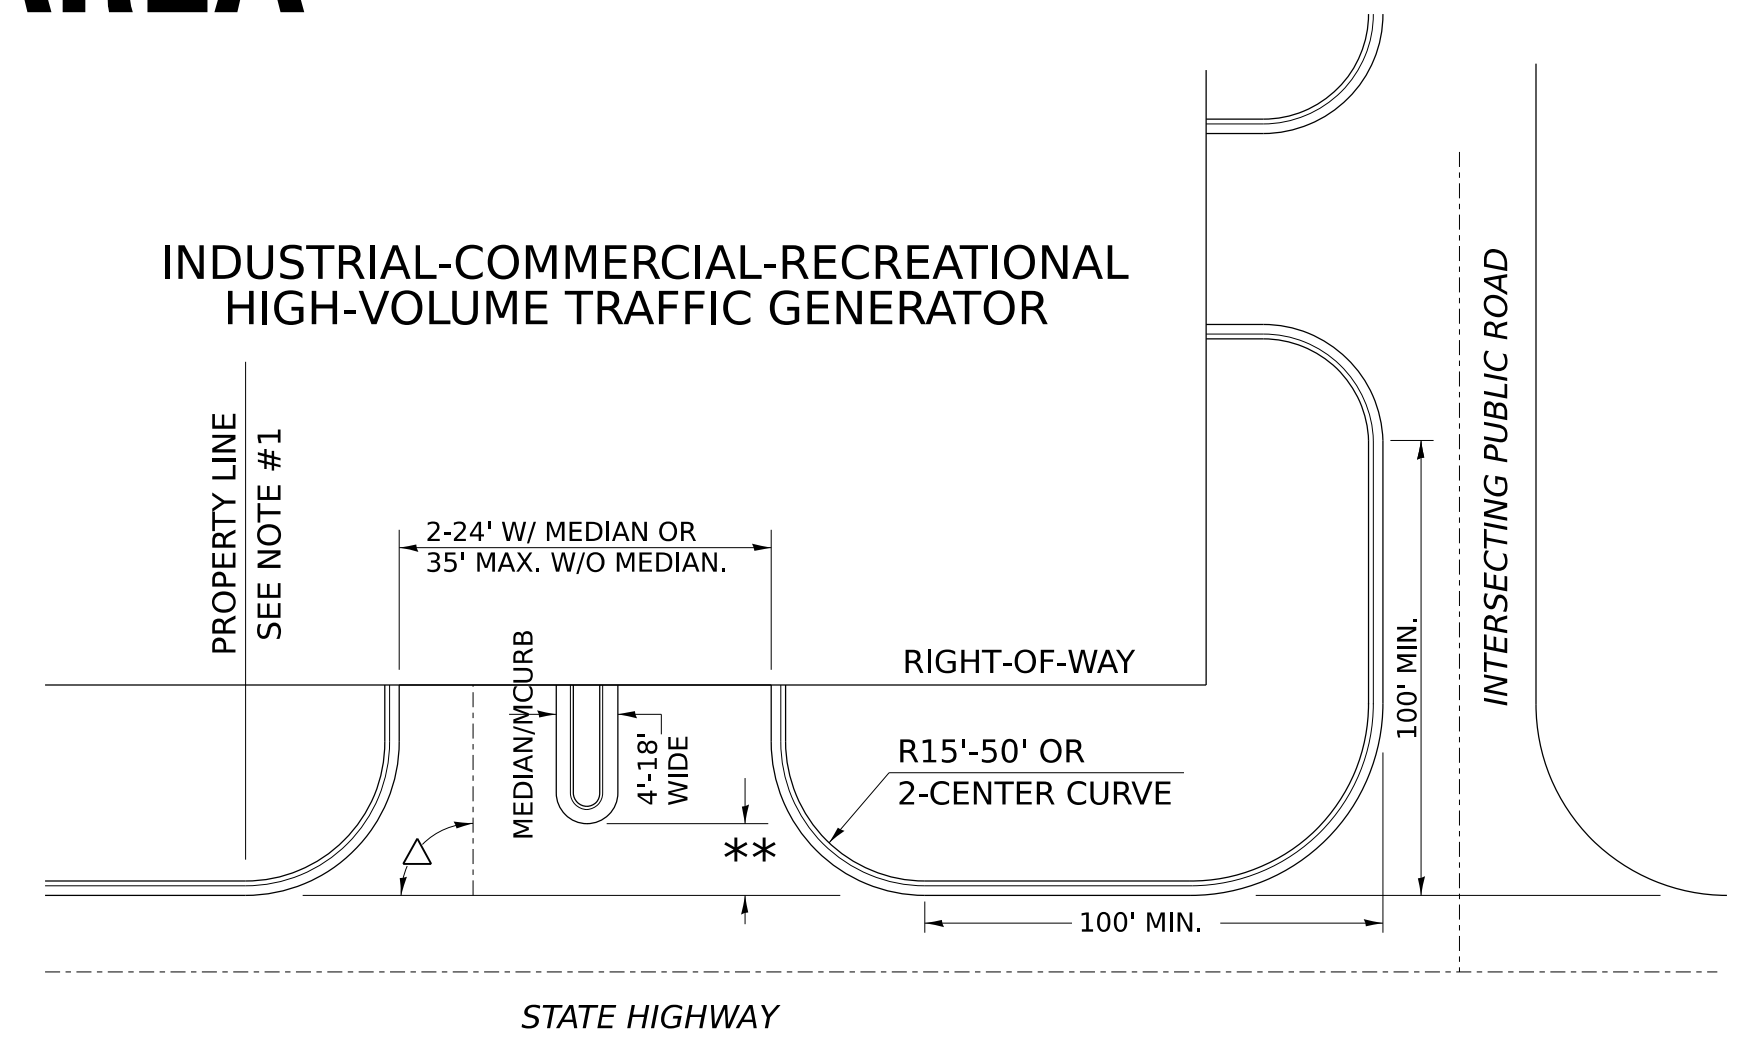 INDUSTRIAL-COMMERCIAL-RECREATIONAL
HIGH-VOLUME TRAFFIC GENERATOR
PROPERTY LINE
SEE NOTE #1
2-24' W/ MEDIAN OR
35' MAX. W/O MEDIAN.
MEDIAN/MCURB
4'-18'
WIDE
**
RIGHT-OF-WAY
R15'-50' OR
2-CENTER CURVE
100' MIN.
100' MIN.
INTERSECTING PUBLIC ROAD
STATE HIGHWAY